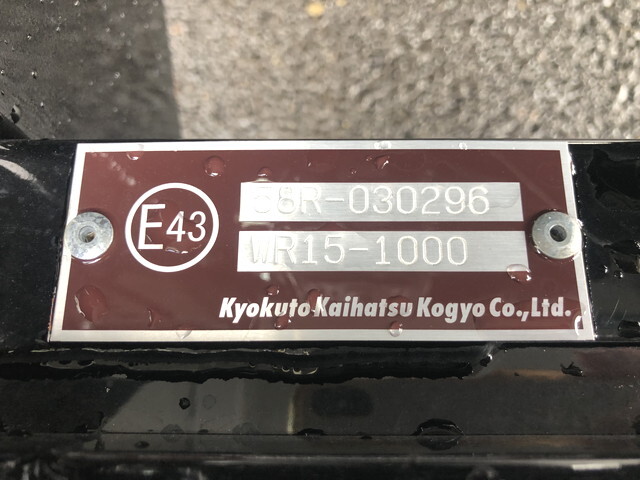 E43
58R-030296
WR15-1000
Kyokuto Kaihatsu Kogyo Co., Ltd.